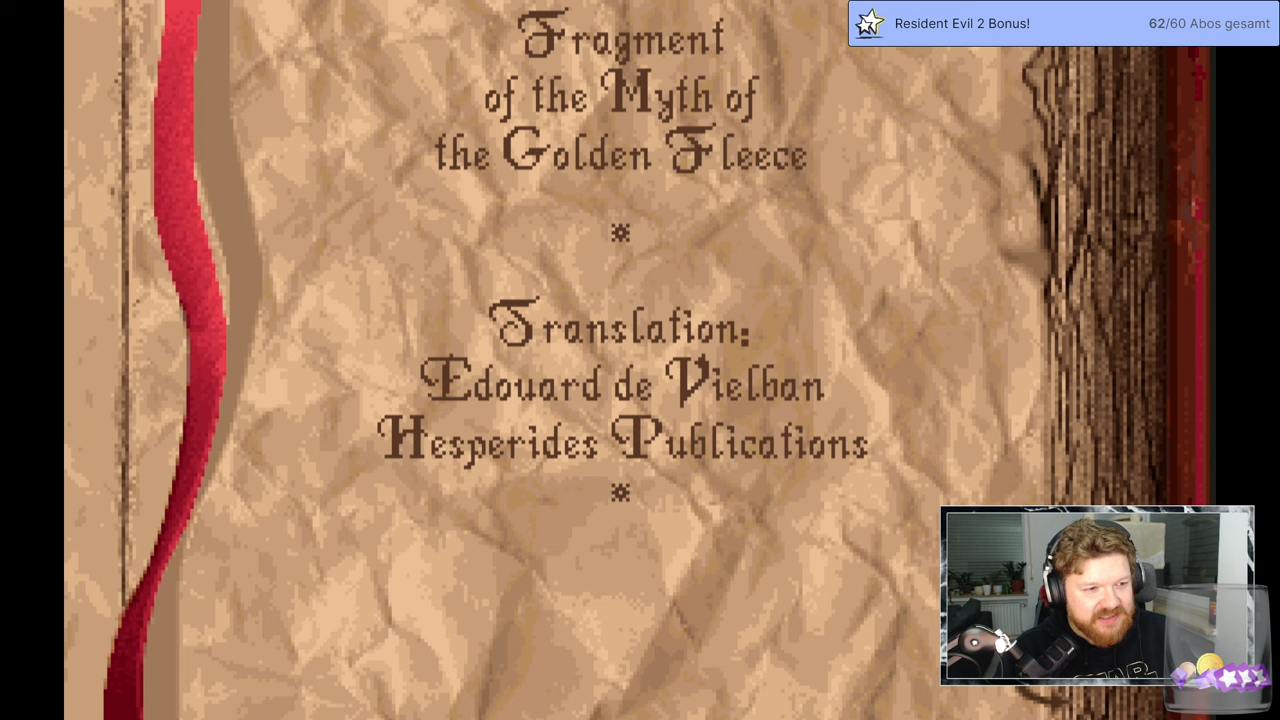 Resident Evil 2 Bonus!
62/60 Abos gesamt
Fragment
of the Myth of
the Golden Fleece
Translation:
Edouard de Vielban
Hesperides Publications